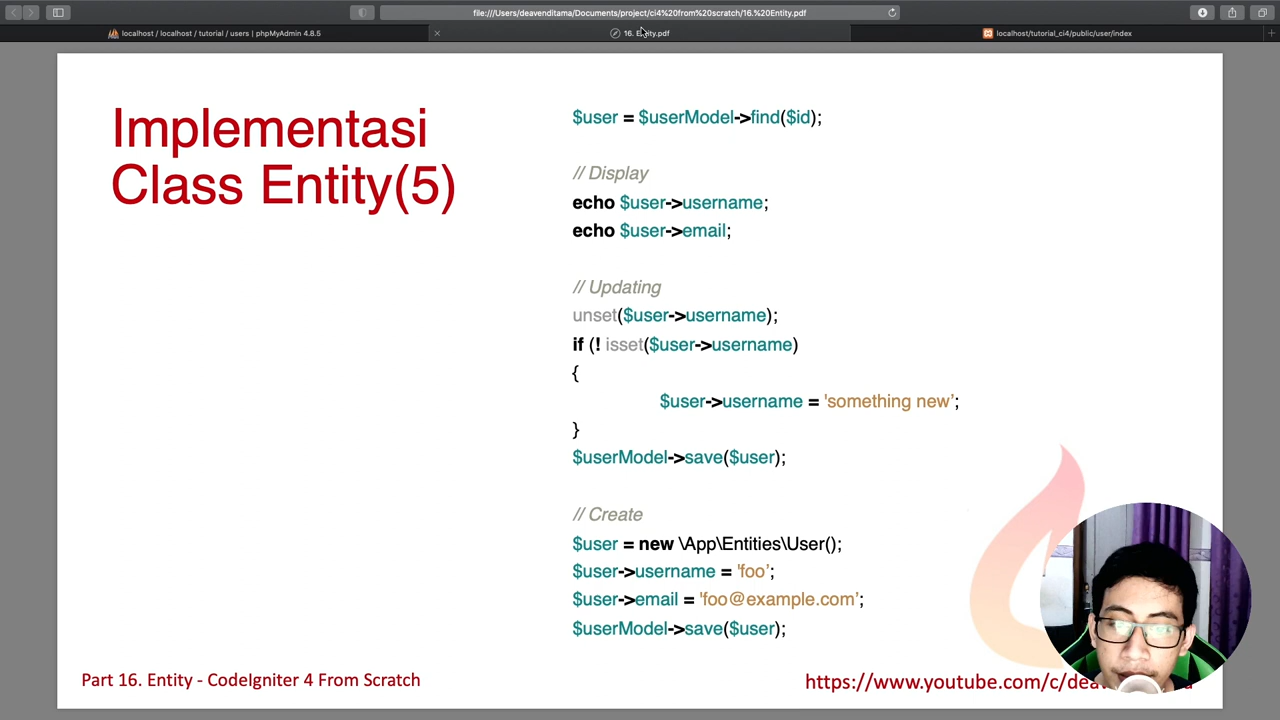 file:///Users/deavenditama/Documents/project/ci4%20from%20scratch/16.%20Entity.pdf
localhost / localhost / tutorial / users | phpMyAdmin 4.8.5
16. Entity.pdf
localhost/tutorial_ci4/public/user/index
Implementasi
Class Entity(5)
$user = $userModel->find($id);
// Display
echo $user->username;
echo $user->email;
// Updating
unset($user->username);
if (! isset($user->username)
{
$user->username = 'something new’;
}
$userModel->save($user);
// Create
$user = new \App\Entities\User();
$user->username = 'foo’;
$user->email = 'foo@example.com’;
$userModel->save($user);
Part 16. Entity - CodeIgniter 4 From Scratch
https://www.youtube.com/c/dea